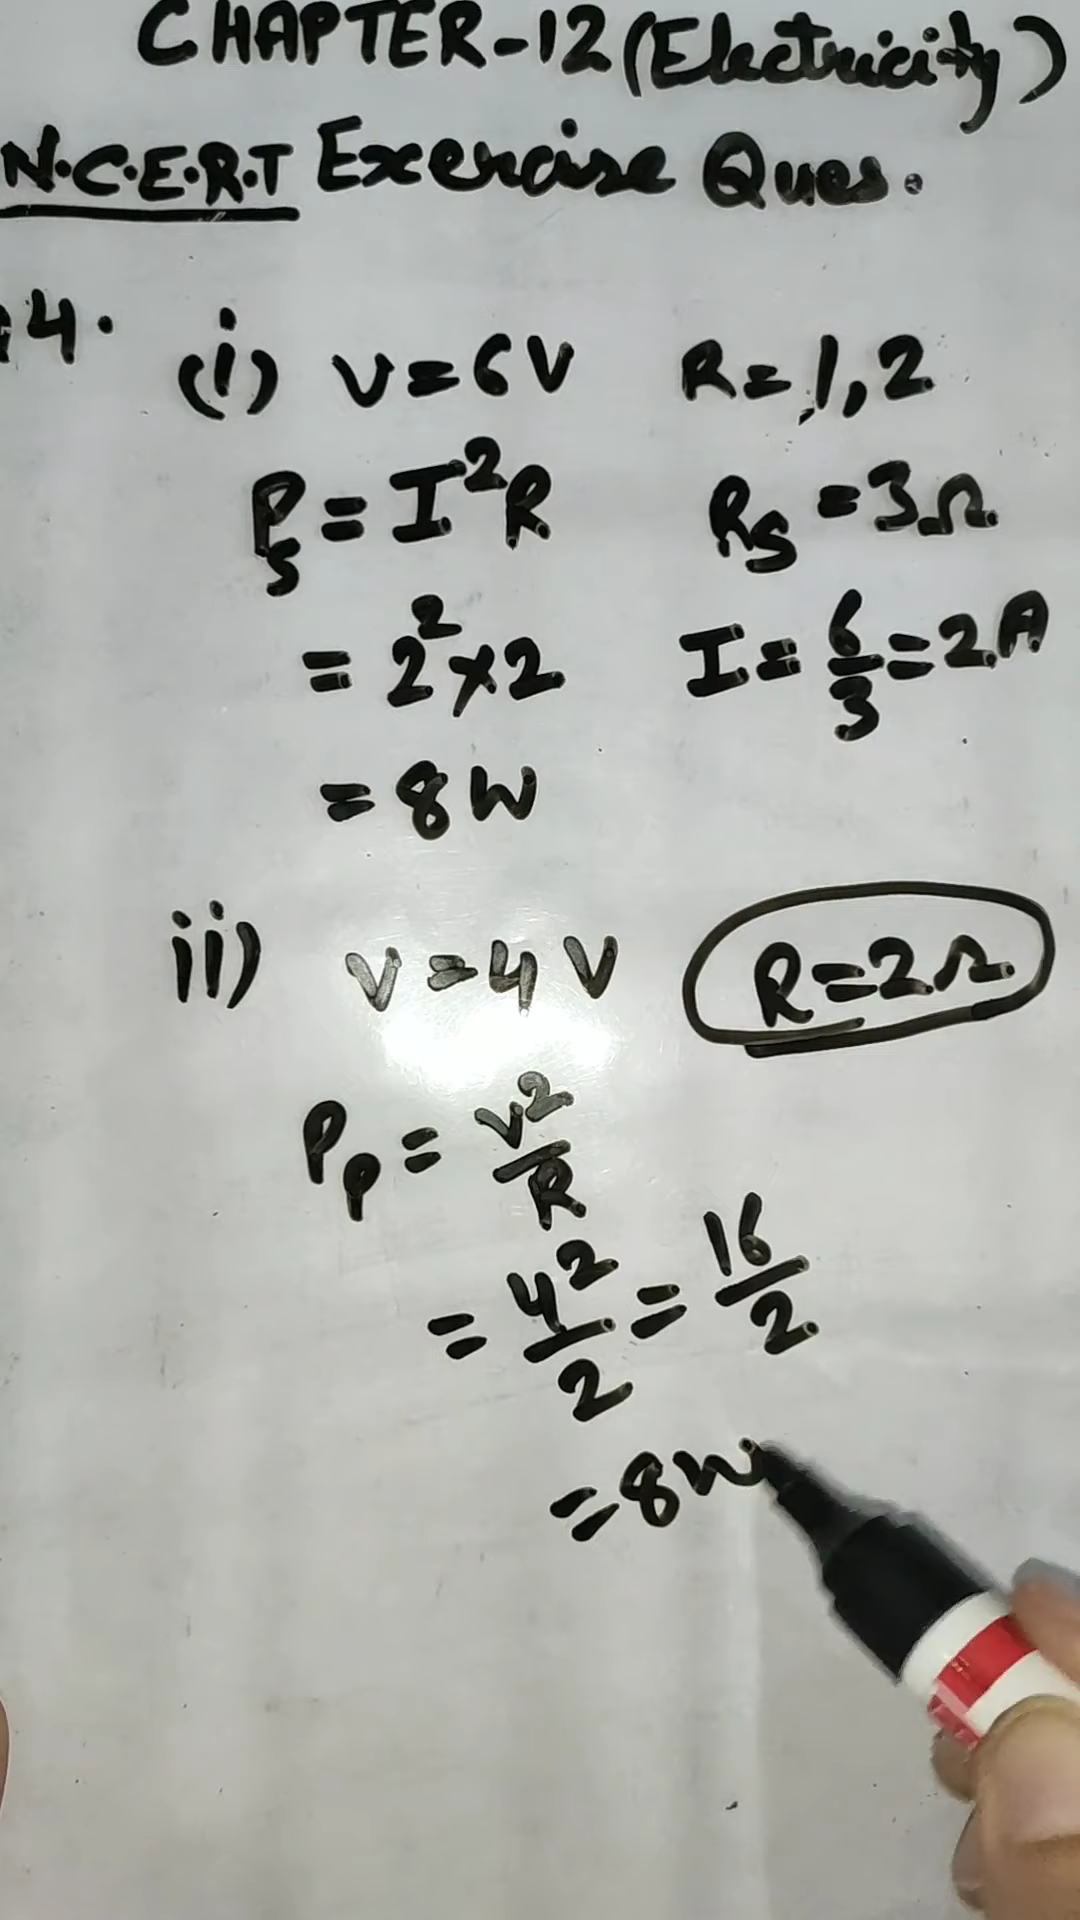 CHAPTER-12 (Electricity)
N.C.E.R.T Exercise Ques.
4. (i) V=6V R=1,2
Ps = I²R Rs = 3Ω
= 2²×2 I = 6/3 = 2A
= 8W
ii) V=4V R=2Ω
Pp = V²/R
= 4²/2 = 16/2
= 8W